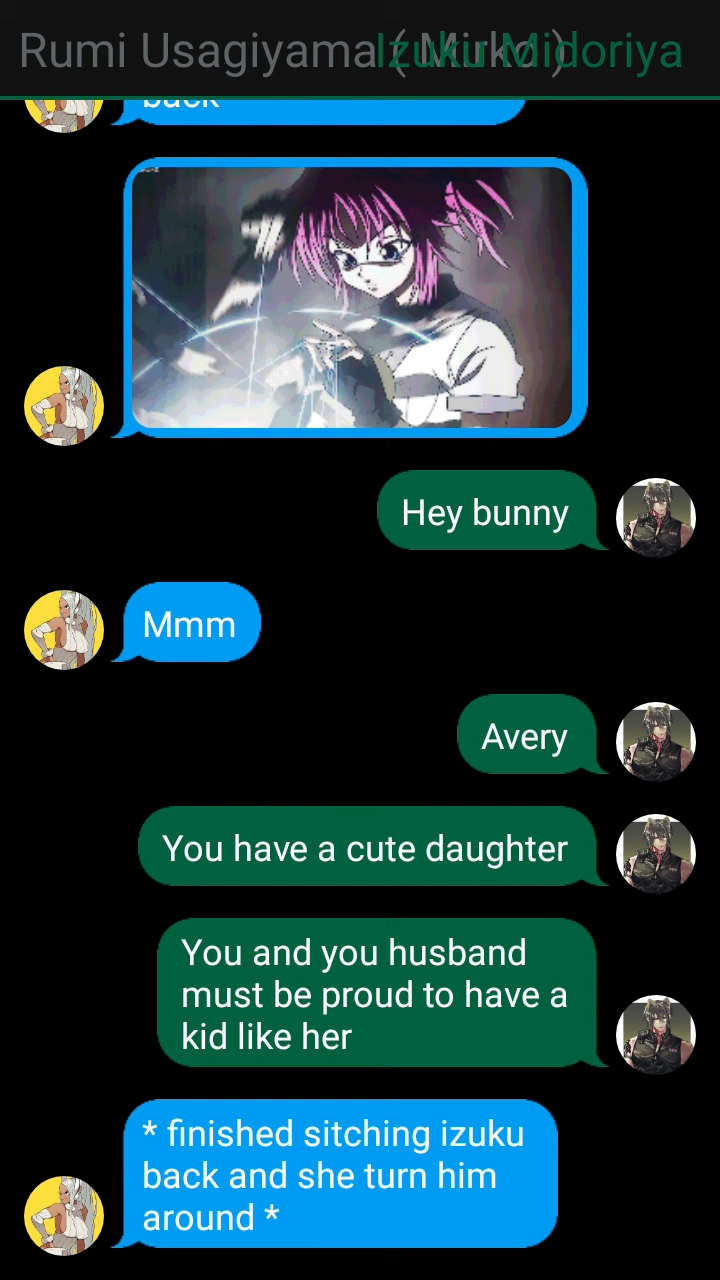 Rumi Usagiyama ( Mirko )
Izuku Midoriya
back
Hey bunny
Mmm
Avery
You have a cute daughter
You and you husband
must be proud to have a
kid like her
* finished sitching izuku
back and she turn him
around *